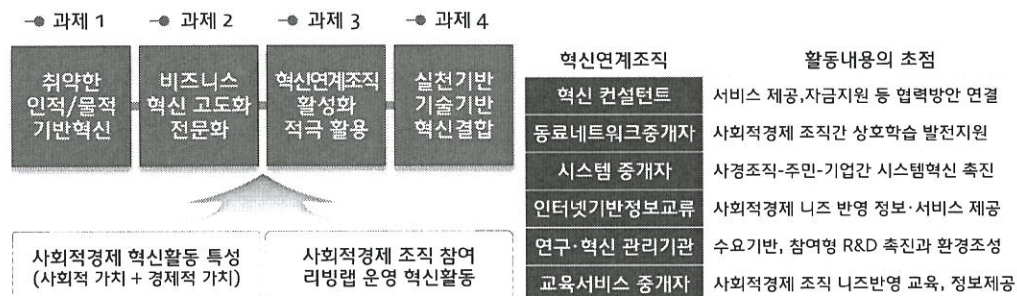 과제 1
과제 2
과제 3
과제 4
취약한
인적/물적
기반혁신
비즈니스
혁신 고도화
전문화
혁신연계조직
활성화
적극 활용
실천기반
기술기반
혁신결합
사회적경제 혁신활동 특성
(사회적 가치 + 경제적 가치)
사회적경제 조직 참여
리빙랩 운영 혁신활동
혁신연계조직 활동내용의 초점
혁신 컨설턴트 서비스 제공,자금지원 등 협력방안 연결
동료네트워크중개자 사회적경제 조직간 상호학습 발전지원
시스템 중개자 사경조직-주민-기업간 시스템혁신 촉진
인터넷기반정보교류 사회적경제 니즈 반영 정보·서비스 제공
연구·혁신 관리기관 수요기반, 참여형 R&D 촉진과 환경조성
교육서비스 중개자 사회적경제 조직 니즈반영 교육, 정보제공